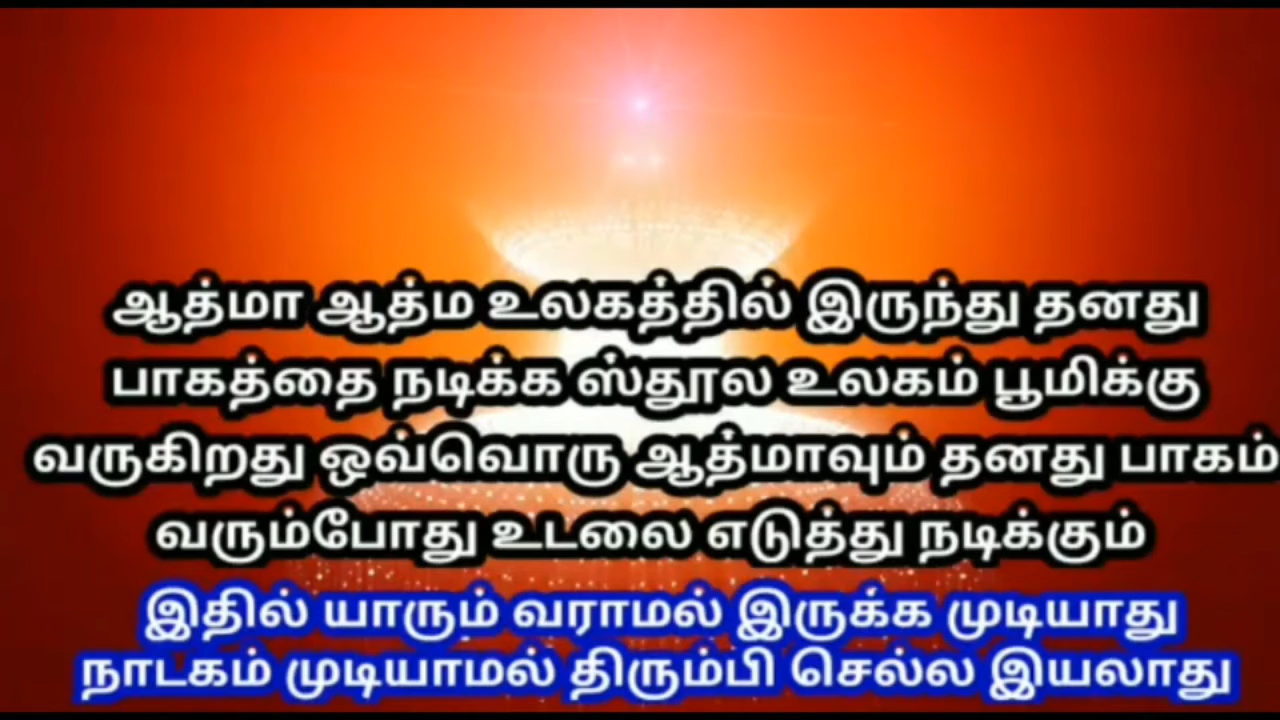 ஆத்மா ஆத்ம உலகத்தில் இருந்து தனது
பாகத்தை நடிக்க ஸ்தூல உலகம் பூமிக்கு
வருகிறது ஒவ்வொரு ஆத்மாவும் தனது பாகம்
வரும்போது உடலை எடுத்து நடிக்கும்
இதில் யாரும் வராமல் இருக்க முடியாது
நாடகம் முடியாமல் திரும்பி செல்ல இயலாது